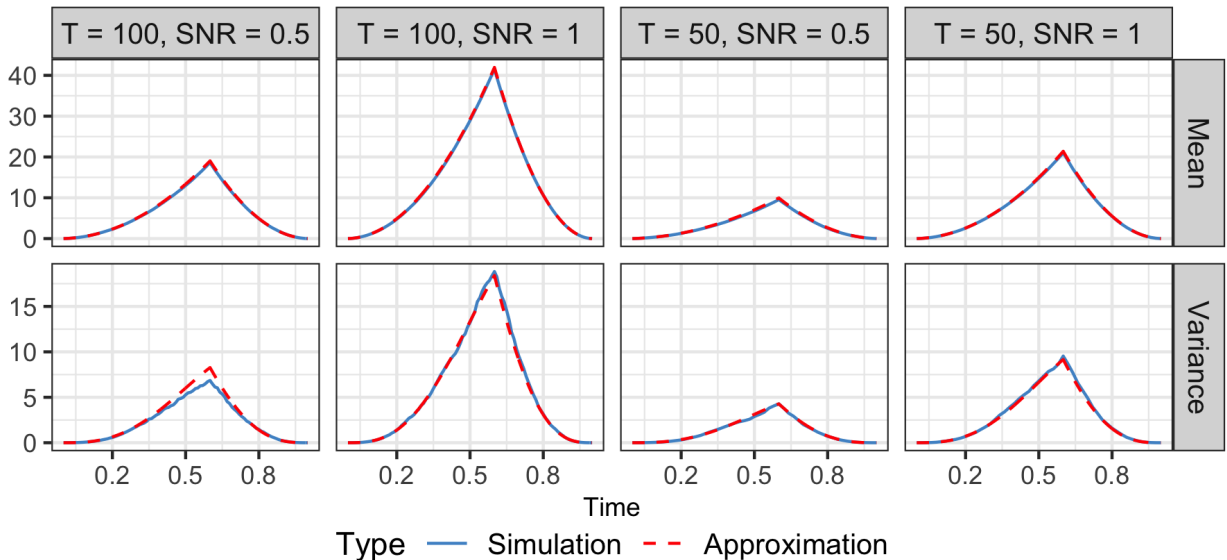 T = 100, SNR = 0.5 T = 100, SNR = 1 T = 50, SNR = 0.5 T = 50, SNR = 1
40
30
20
10
0
Mean
15
10
5
0
Variance
0.2 0.5 0.8 0.2 0.5 0.8 0.2 0.5 0.8 0.2 0.5 0.8
Time
Type Simulation Approximation